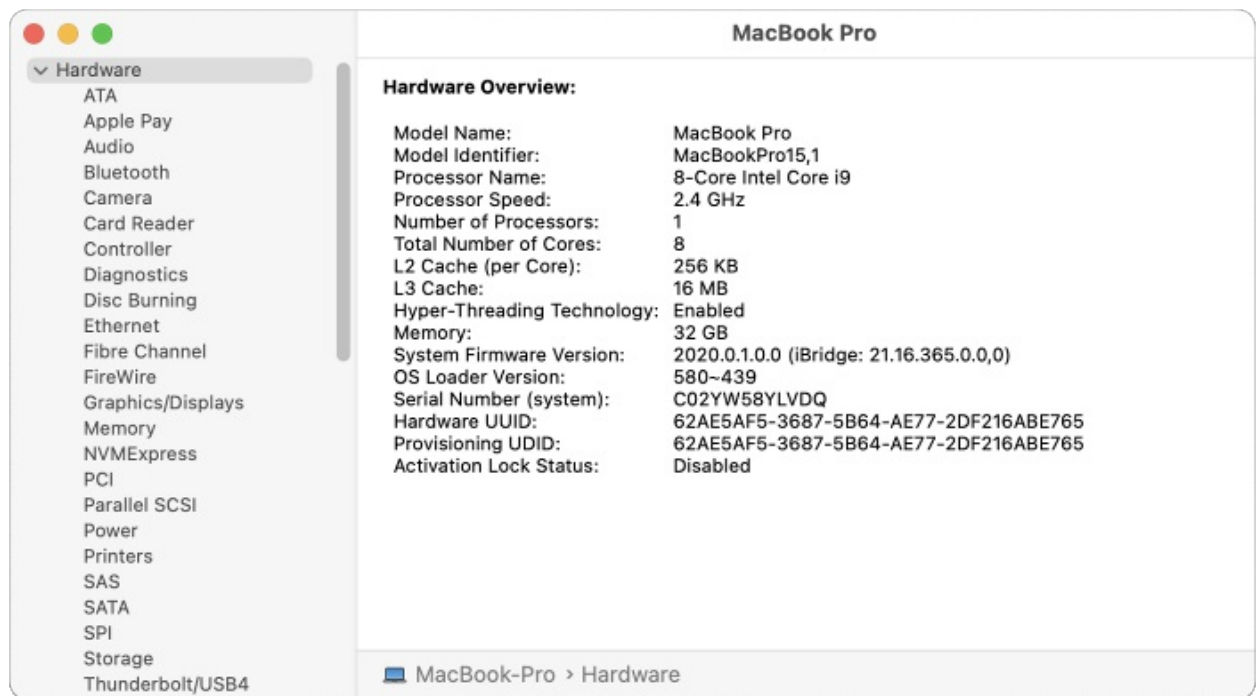 MacBook Pro
Hardware
ATA
Apple Pay
Audio
Bluetooth
Camera
Card Reader
Controller
Diagnostics
Disc Burning
Ethernet
Fibre Channel
FireWire
Graphics/Displays
Memory
NVMExpress
PCI
Parallel SCSI
Power
Printers
SAS
SATA
SPI
Storage
Thunderbolt/USB4
Hardware Overview:
Model Name: MacBook Pro
Model Identifier: MacBookPro15,1
Processor Name: 8-Core Intel Core i9
Processor Speed: 2.4 GHz
Number of Processors: 1
Total Number of Cores: 8
L2 Cache (per Core): 256 KB
L3 Cache: 16 MB
Hyper-Threading Technology: Enabled
Memory: 32 GB
System Firmware Version: 2020.0.1.0.0 (iBridge: 21.16.365.0.0,0)
OS Loader Version: 580~439
Serial Number (system): C02YW58YLVDQ
Hardware UUID: 62AE5AF5-3687-5B64-AE77-2DF216ABE765
Provisioning UDID: 62AE5AF5-3687-5B64-AE77-2DF216ABE765
Activation Lock Status: Disabled
MacBook-Pro › Hardware